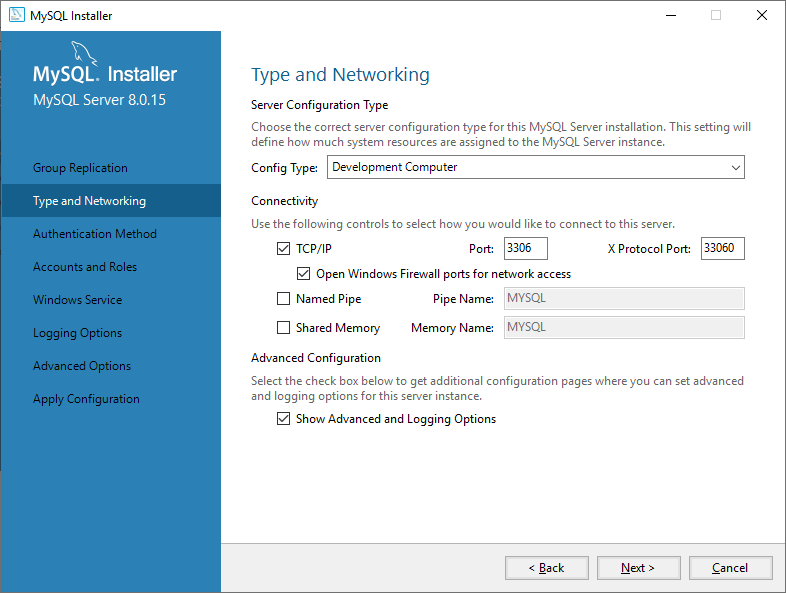 MySQL Installer
MySQL. Installer
MySQL Server 8.0.15
Group Replication
Type and Networking
Authentication Method
Accounts and Roles
Windows Service
Logging Options
Advanced Options
Apply Configuration
Type and Networking
Server Configuration Type
Choose the correct server configuration type for this MySQL Server installation. This setting will
define how much system resources are assigned to the MySQL Server instance.
Config Type: Development Computer
Connectivity
Use the following controls to select how you would like to connect to this server.
TCP/IP Port: 3306 X Protocol Port: 33060
Open Windows Firewall ports for network access
Named Pipe Pipe Name: MYSQL
Shared Memory Memory Name: MYSQL
Advanced Configuration
Select the check box below to get additional configuration pages where you can set advanced
and logging options for this server instance.
Show Advanced and Logging Options
< Back Next > Cancel